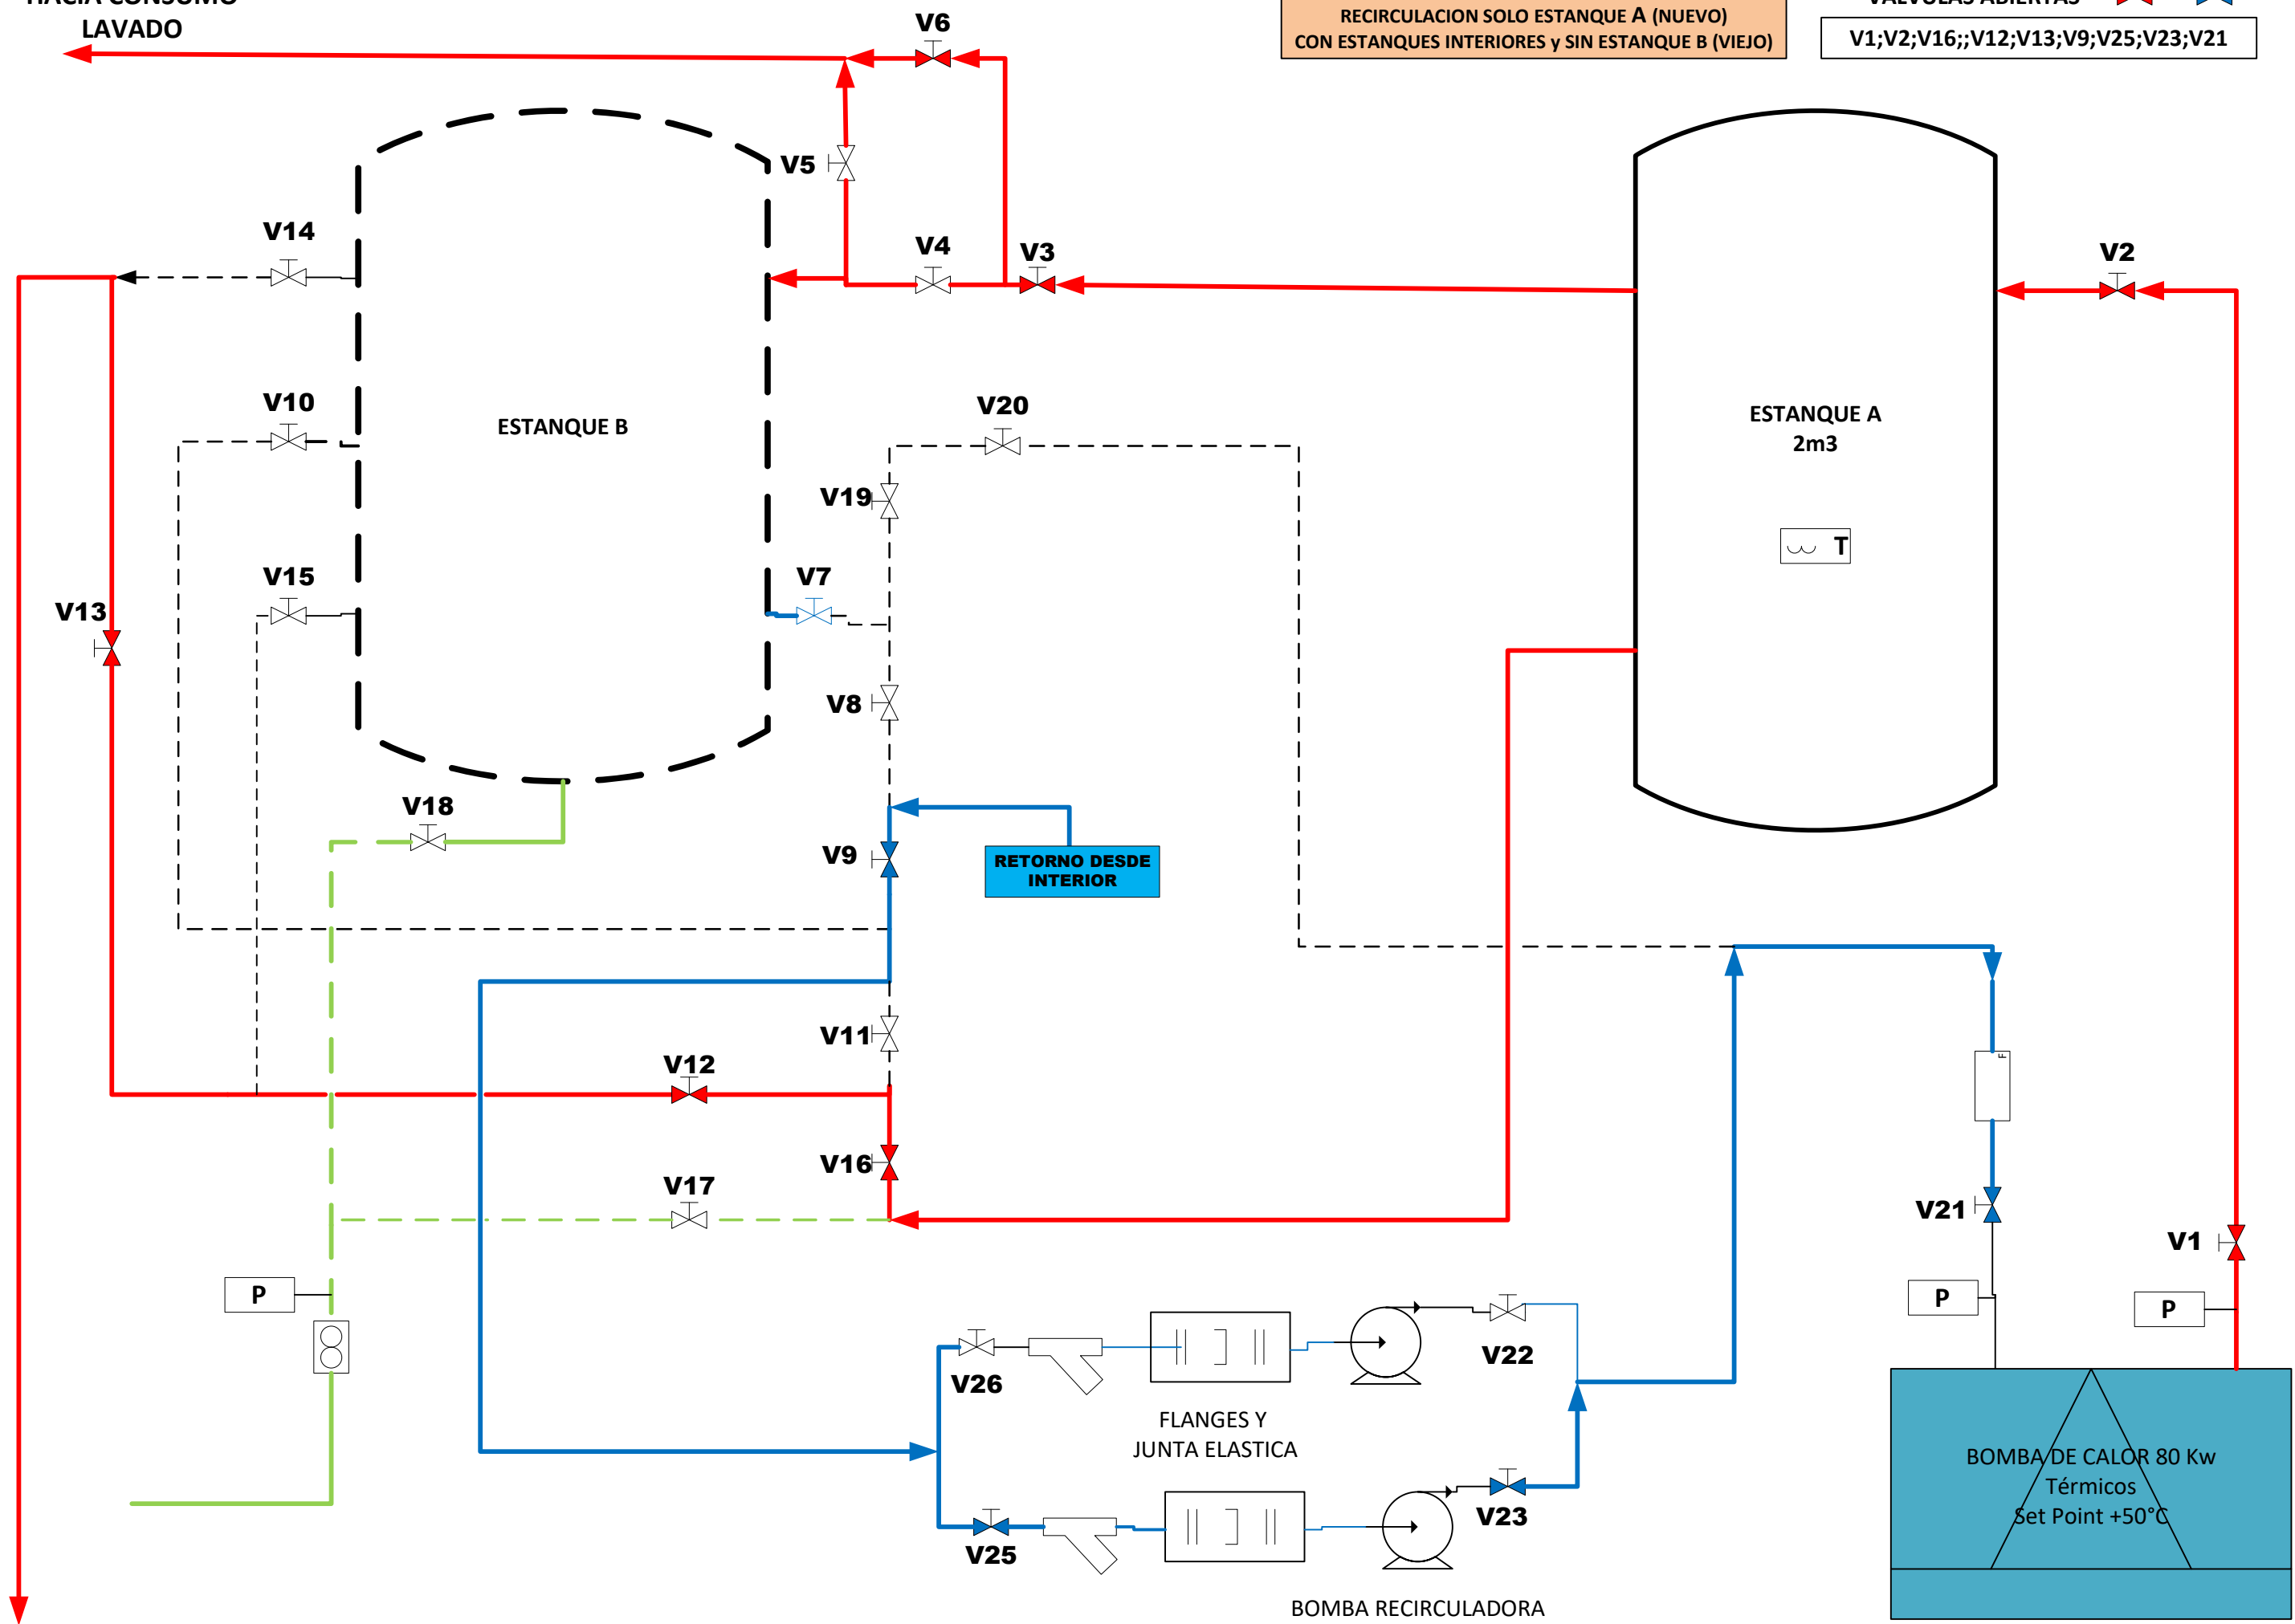 HACIA CONSUMO
LAVADO
RECIRCULACION SOLO ESTANQUE A (NUEVO)
CON ESTANQUES INTERIORES y SIN ESTANQUE B (VIEJO)
VALVULAS ABIERTAS
V1;V2;V16;;V12;V13;V9;V25;V23;V21
V6
V5
V14
V4
V3
V2
V10
ESTANQUE B
V20
ESTANQUE A
2m3
V19
T
V15
V7
V13
V8
V18
V9
RETORNO DESDE
INTERIOR
V11
F
V12
V16
V17
V21
V1
P
P
P
V26
V22
FLANGES Y
JUNTA ELASTICA
V25
V23
BOMBA DE CALOR 80 Kw
Térmicos
Set Point +50°C
BOMBA RECIRCULADORA